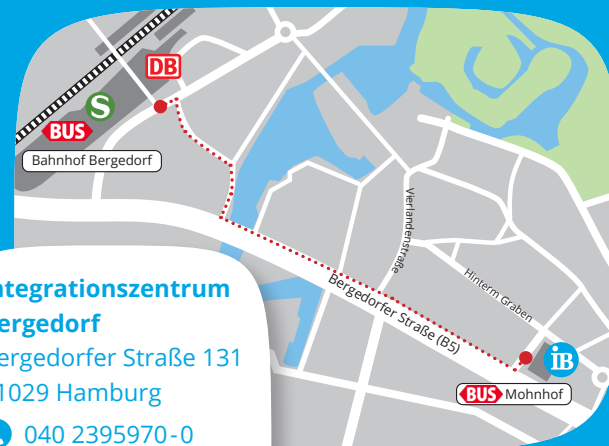 DB
S
BUS
Bahnhof Bergedorf
Vierlandenstraße
Hinterm Graben
Bergedorfer Straße (B5)
iB
BUS Mohnhof
ntegrationszentrum
ergedorf
ergedorfer Straße 131
1029 Hamburg
040 2395970-0